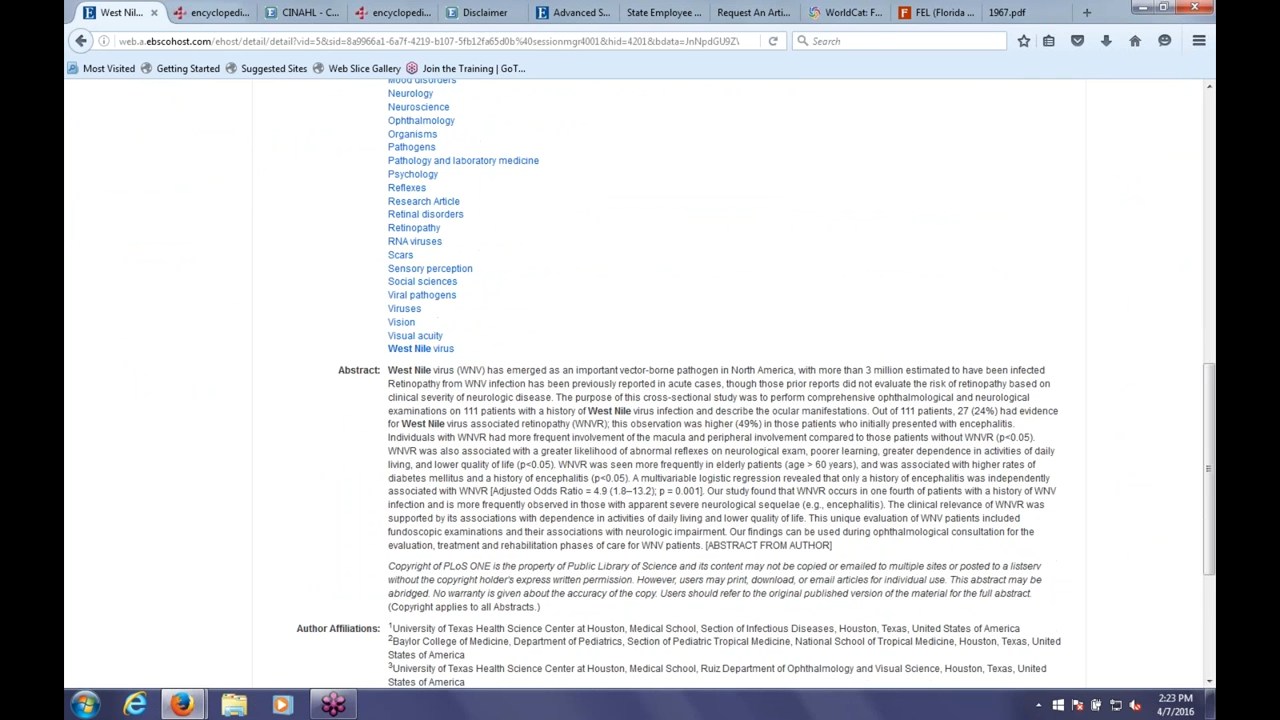 West Nil...
encyclopedi...
CINAHL - C...
encyclopedi...
Disclaimer
Advanced S...
State Employee ...
Request An Arti...
WorldCat: F...
FEL (Florida ...
1967.pdf
web.a.ebscohost.com/ehost/detail/detail?vid=5&sid=8a9966a1-6a7f-4219-b107-5fb12fa65d0b%40sessionmgr4001&hid=4201&bdata=JnNpdGU9Z\
Search
Most Visited
Getting Started
Suggested Sites
Web Slice Gallery
Join the Training | GoT...
Mood disorders
Neurology
Neuroscience
Ophthalmology
Organisms
Pathogens
Pathology and laboratory medicine
Psychology
Reflexes
Research Article
Retinal disorders
Retinopathy
RNA viruses
Scars
Sensory perception
Social sciences
Viral pathogens
Viruses
Vision
Visual acuity
West Nile virus
Abstract: West Nile virus (WNV) has emerged as an important vector-borne pathogen in North America, with more than 3 million estimated to have been infected
Retinopathy from WNV infection has been previously reported in acute cases, though those prior reports did not evaluate the risk of retinopathy based on
clinical severity of neurologic disease. The purpose of this cross-sectional study was to perform comprehensive ophthalmological and neurological
examinations on 111 patients with a history of West Nile virus infection and describe the ocular manifestations. Out of 111 patients, 27 (24%) had evidence
for West Nile virus associated retinopathy (WNVR); this observation was higher (49%) in those patients who initially presented with encephalitis.
Individuals with WNVR had more frequent involvement of the macula and peripheral involvement compared to those patients without WNVR (p<0.05).
WNVR was also associated with a greater likelihood of abnormal reflexes on neurological exam, poorer learning, greater dependence in activities of daily
living, and lower quality of life (p<0.05). WNVR was seen more frequently in elderly patients (age > 60 years), and was associated with higher rates of
diabetes mellitus and a history of encephalitis (p<0.05). A multivariable logistic regression revealed that only a history of encephalitis was independently
associated with WNVR [Adjusted Odds Ratio = 4.9 (1.8–13.2); p = 0.001]. Our study found that WNVR occurs in one fourth of patients with a history of WNV
infection and is more frequently observed in those with apparent severe neurological sequelae (e.g., encephalitis). The clinical relevance of WNVR was
supported by its associations with dependence in activities of daily living and lower quality of life. This unique evaluation of WNV patients included
fundoscopic examinations and their associations with neurologic impairment. Our findings can be used during ophthalmological consultation for the
evaluation, treatment and rehabilitation phases of care for WNV patients. [ABSTRACT FROM AUTHOR]
Copyright of PLoS ONE is the property of Public Library of Science and its content may not be copied or emailed to multiple sites or posted to a listserv
without the copyright holder's express written permission. However, users may print, download, or email articles for individual use. This abstract may be
abridged. No warranty is given about the accuracy of the copy. Users should refer to the original published version of the material for the full abstract.
(Copyright applies to all Abstracts.)
Author Affiliations: 1University of Texas Health Science Center at Houston, Medical School, Section of Infectious Diseases, Houston, Texas, United States of America
2Baylor College of Medicine, Department of Pediatrics, Section of Pediatric Tropical Medicine, National School of Tropical Medicine, Houston, Texas, United
States of America
3University of Texas Health Science Center at Houston, Medical School, Ruiz Department of Ophthalmology and Visual Science, Houston, Texas, United
States of America
2:23 PM
4/7/2016